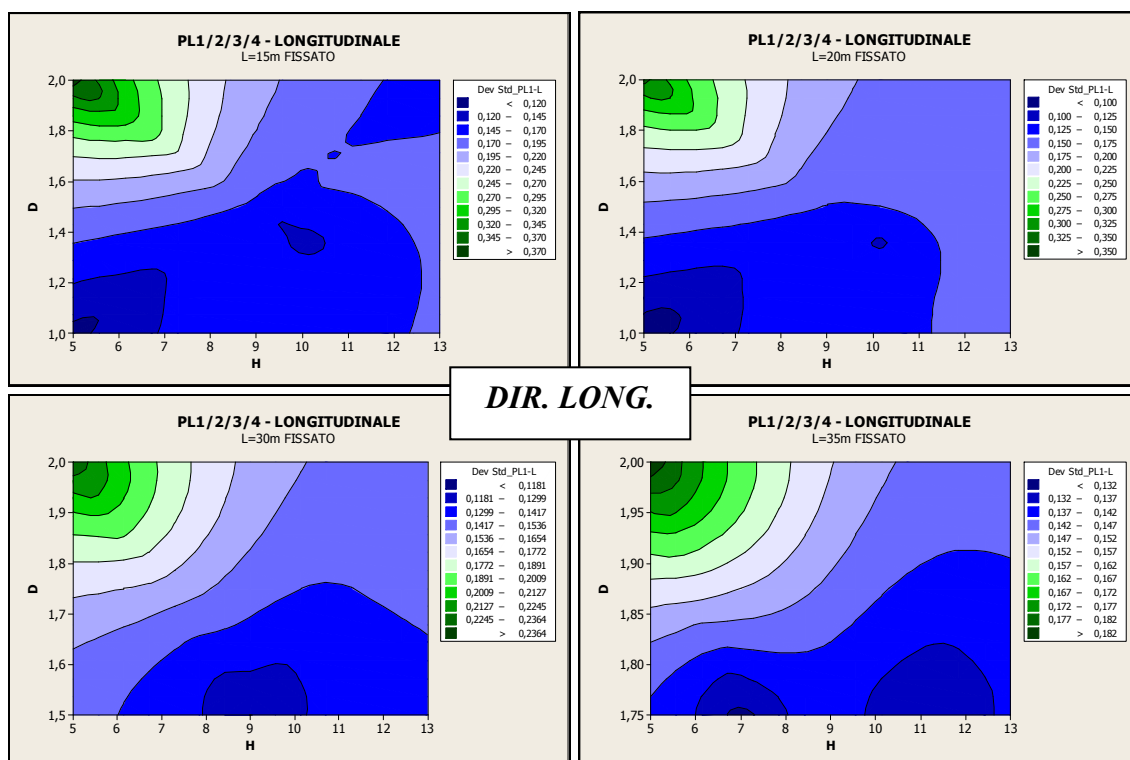 PL1/2/3/4 - LONGITUDINALE
L=15m FISSATO
D
2,0
1,8
1,6
1,4
1,2
1,0
5 6 7 8 9 10 11 12 13
H
Dev Std_PL1-L
< 0,120
0,120 – 0,145
0,145 – 0,170
0,170 – 0,195
0,195 – 0,220
0,220 – 0,245
0,245 – 0,270
0,270 – 0,295
0,295 – 0,320
0,320 – 0,345
0,345 – 0,370
> 0,370
PL1/2/3/4 - LONGITUDINALE
L=20m FISSATO
D
2,0
1,8
1,6
1,4
1,2
1,0
5 6 7 8 9 10 11 12 13
H
Dev Std_PL1-L
< 0,100
0,100 – 0,125
0,125 – 0,150
0,150 – 0,175
0,175 – 0,200
0,200 – 0,225
0,225 – 0,250
0,250 – 0,275
0,275 – 0,300
0,300 – 0,325
0,325 – 0,350
> 0,350
DIR. LONG.
PL1/2/3/4 - LONGITUDINALE
L=30m FISSATO
D
2,0
1,9
1,8
1,7
1,6
1,5
5 6 7 8 9 10 11 12 13
H
Dev Std_PL1-L
< 0,1181
0,1181 – 0,1299
0,1299 – 0,1417
0,1417 – 0,1536
0,1536 – 0,1654
0,1654 – 0,1772
0,1772 – 0,1891
0,1891 – 0,2009
0,2009 – 0,2127
0,2127 – 0,2245
0,2245 – 0,2364
> 0,2364
PL1/2/3/4 - LONGITUDINALE
L=35m FISSATO
D
2,00
1,95
1,90
1,85
1,80
1,75
5 6 7 8 9 10 11 12 13
H
Dev Std_PL1-L
< 0,132
0,132 – 0,137
0,137 – 0,142
0,142 – 0,147
0,147 – 0,152
0,152 – 0,157
0,157 – 0,162
0,162 – 0,167
0,167 – 0,172
0,172 – 0,177
0,177 – 0,182
> 0,182